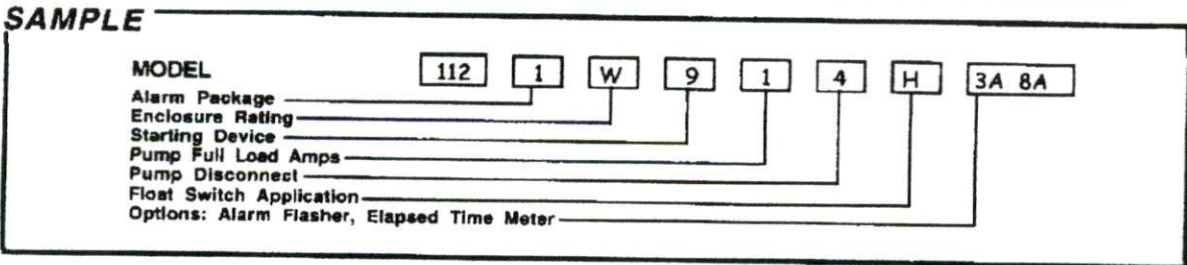 SAMPLE
MODEL 112 1 W 9 1 4 H 3A 8A
Alarm Package
Enclosure Rating
Starting Device
Pump Full Load Amps
Pump Disconnect
Float Switch Application
Options: Alarm Flasher, Elapsed Time Meter